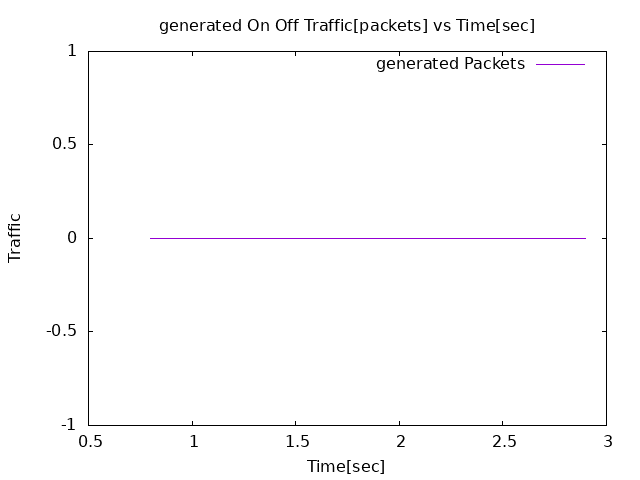 generated On Off Traffic[packets] vs Time[sec]
generated Packets
1
0.5
0
-0.5
-1
Traffic
0.5
1
1.5
2
2.5
3
Time[sec]